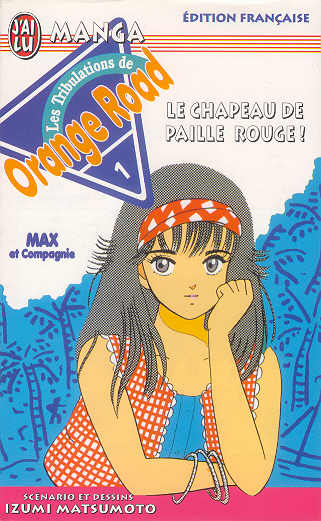 J'AI
LU
MANGA
ÉDITION FRANÇAISE
Les Tribulations de
Orange Road
1
LE CHAPEAU DE
PAILLE ROUGE !
MAX
et Compagnie
SCÉNARIO ET DESSINS
IZUMI MATSUMOTO